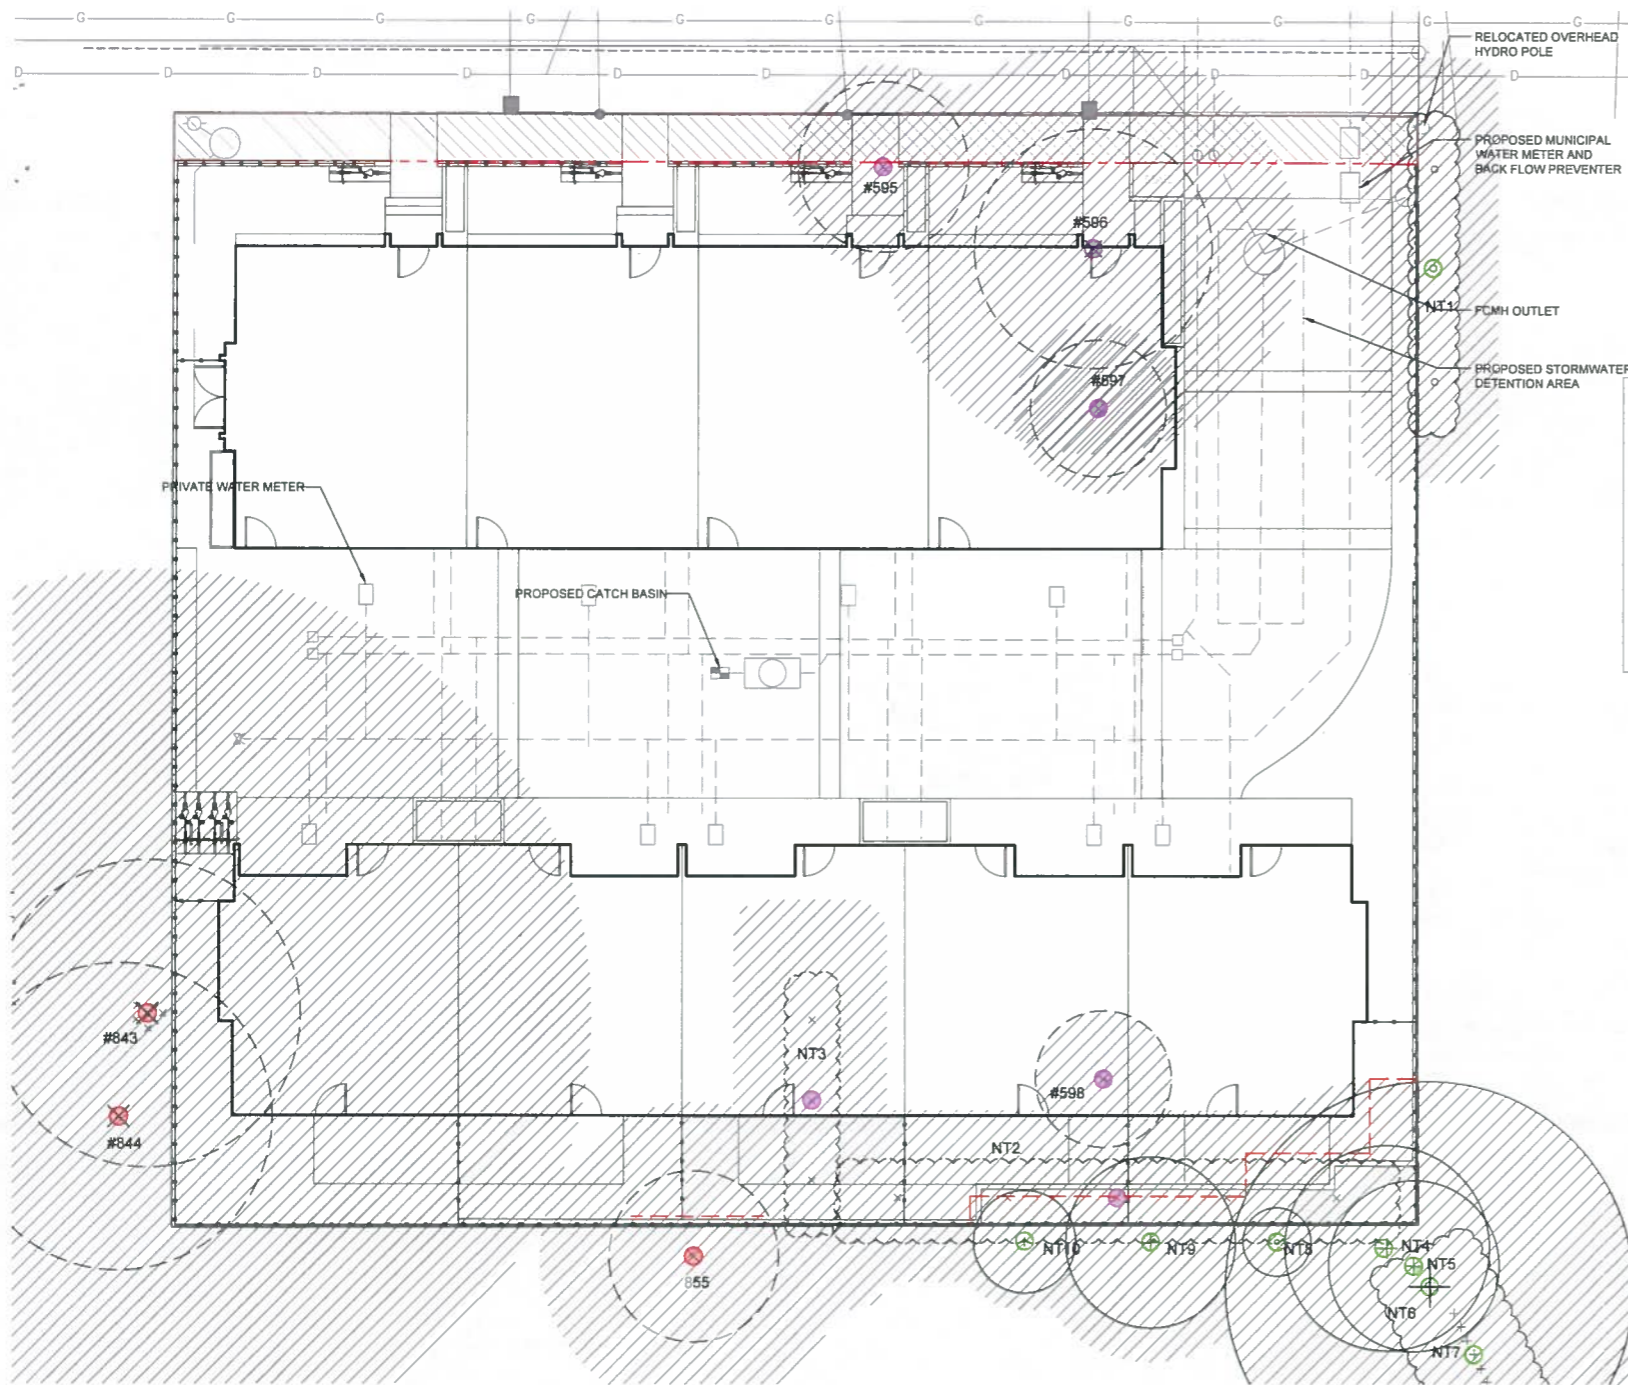 G G G G G G G G G G G
RELOCATED OVERHEAD
HYDRO POLE
D D D D D D D D D D D
PROPOSED MUNICIPAL
WATER METER AND
BACK FLOW PREVENTER
#595
#596
NT1
FCMH OUTLET
PROPOSED STORMWATER
DETENTION AREA
#597
PRIVATE WATER METER
PROPOSED CATCH BASIN
#843
NT3
#598
#844
NT2
NT10
NT9
NT8
NT4
NT5
855
NT6
NT7